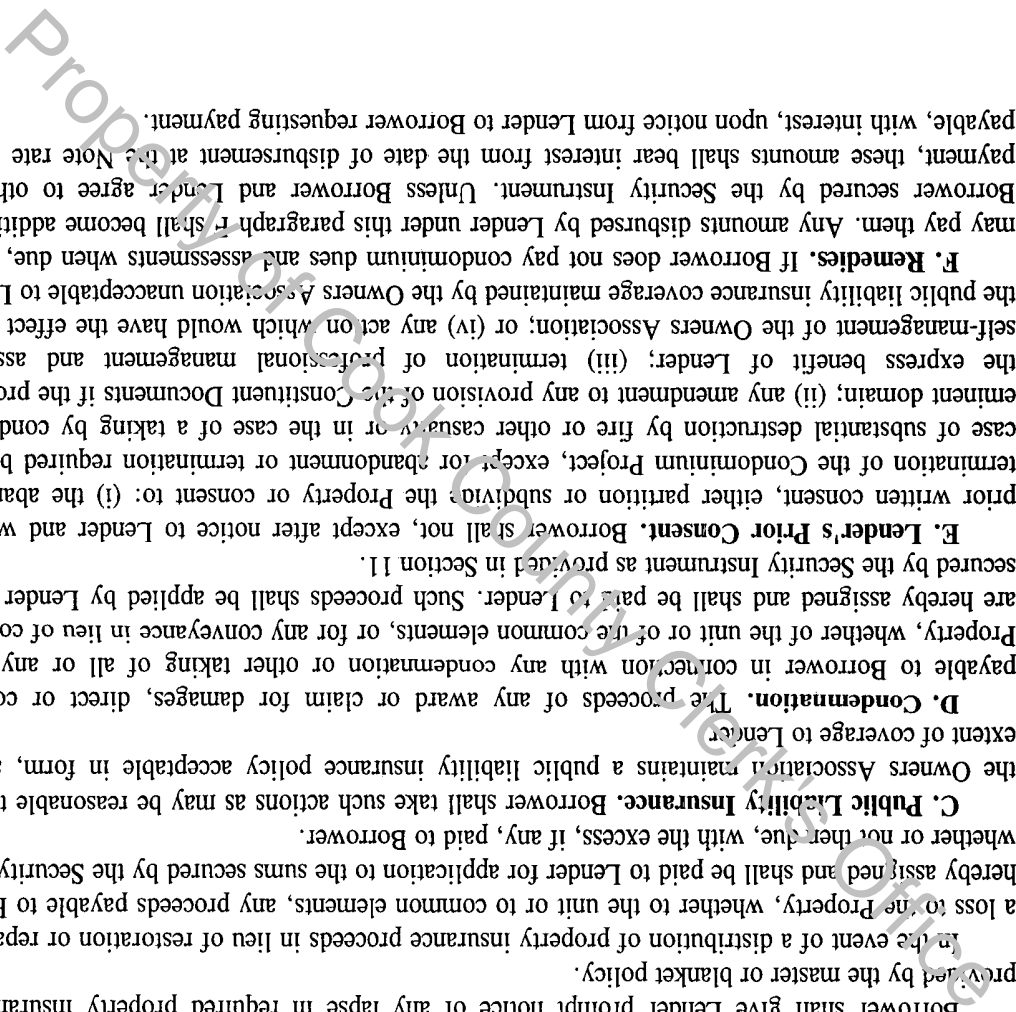 Borrower shall give Lender prompt notice of any lapse in required property
provided by the master or blanket policy.
In the event of a distribution of property insurance proceeds in lieu of restoration or
a loss to the Property, whether to the unit or to common elements, any proceeds payable to
hereby assigned and shall be paid to Lender for application to the sums secured by the Security
whether or not then due, with the excess, if any, paid to Borrower.
C. Public Liability Insurance. Borrower shall take such actions as may be reasonable
the Owners Association maintains a public liability insurance policy acceptable in form,
extent of coverage to Lender
D. Condemnation. The proceeds of any award or claim for damages, direct or
payable to Borrower in connection with any condemnation or other taking of all or any
Property, whether of the unit or of the common elements, or for any conveyance in lieu of
are hereby assigned and shall be paid to Lender. Such proceeds shall be applied by Lender
secured by the Security Instrument as provided in Section 11.
E. Lender's Prior Consent. Borrower shall not, except after notice to Lender and
prior written consent, either partition or subdivide the Property or consent to: (i) the
termination of the Condominium Project, except for abandonment or termination required
case of substantial destruction by fire or other casualty or in the case of a taking by
eminent domain; (ii) any amendment to any provision of the Constituent Documents if the
the express benefit of Lender; (iii) termination of professional management and
self-management of the Owners Association; or (iv) any action which would have the effect
the public liability insurance coverage maintained by the Owners Association unacceptable to
F. Remedies. If Borrower does not pay condominium dues and assessments when due,
may pay them. Any amounts disbursed by Lender under this paragraph F shall become
Borrower secured by the Security Instrument. Unless Borrower and Lender agree to
payment, these amounts shall bear interest from the date of disbursement at the Note rate
payable, with interest, upon notice from Lender to Borrower requesting payment.
Property of Cook County Clerk's Office